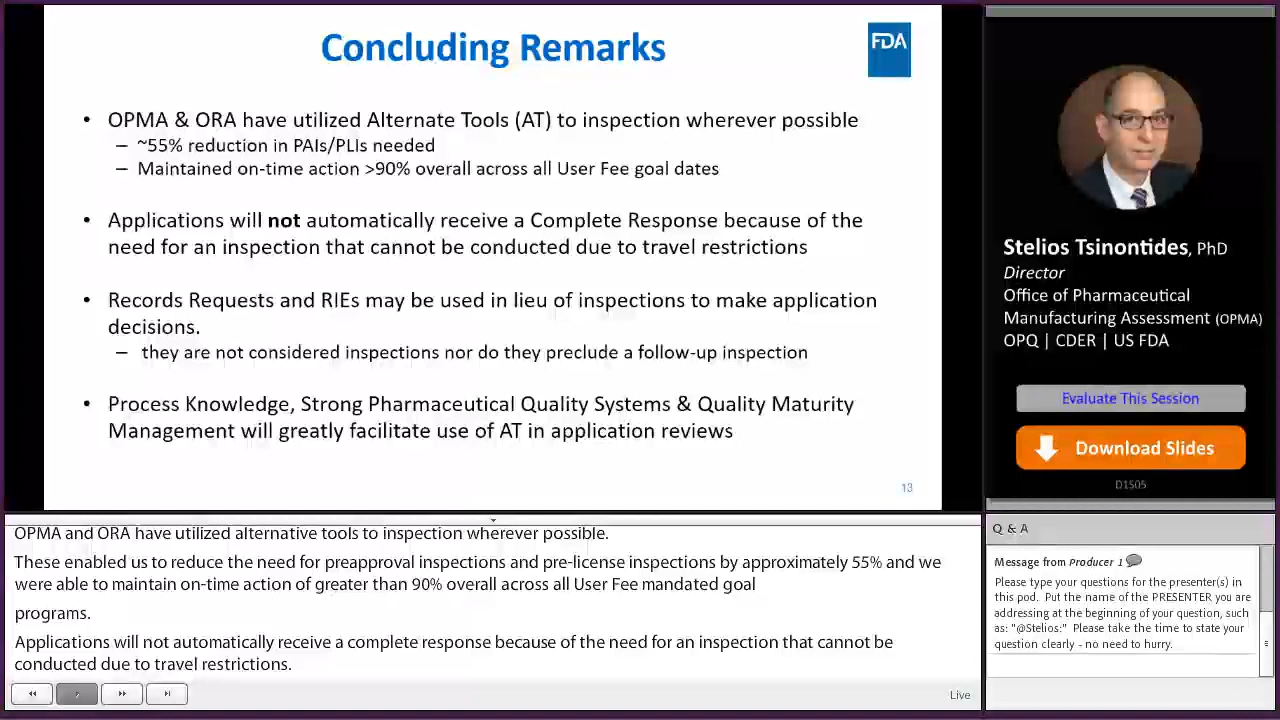 Concluding Remarks
FDA
• OPMA & ORA have utilized Alternate Tools (AT) to inspection wherever possible
– ~55% reduction in PAIs/PLIs needed
– Maintained on-time action >90% overall across all User Fee goal dates
• Applications will not automatically receive a Complete Response because of the
need for an inspection that cannot be conducted due to travel restrictions
• Records Requests and RIEs may be used in lieu of inspections to make application
decisions.
– they are not considered inspections nor do they preclude a follow-up inspection
• Process Knowledge, Strong Pharmaceutical Quality Systems & Quality Maturity
Management will greatly facilitate use of AT in application reviews
13
Stelios Tsinontides, PhD
Director
Office of Pharmaceutical
Manufacturing Assessment (OPMA)
OPQ | CDER | US FDA
Evaluate This Session
Download Slides
D1505
OPMA and ORA have utilized alternative tools to inspection wherever possible.
These enabled us to reduce the need for preapproval inspections and pre-license inspections by approximately 55% and we
were able to maintain on-time action of greater than 90% overall across all User Fee mandated goal
programs.
Applications will not automatically receive a complete response because of the need for an inspection that cannot be
conducted due to travel restrictions.
Live
Q & A
Message from Producer 1
Please type your questions for the presenter(s) in
this pod. Put the name of the PRESENTER you are
addressing at the beginning of your question, such
as: "@Stelios:" Please take the time to state your
question clearly - no need to hurry.